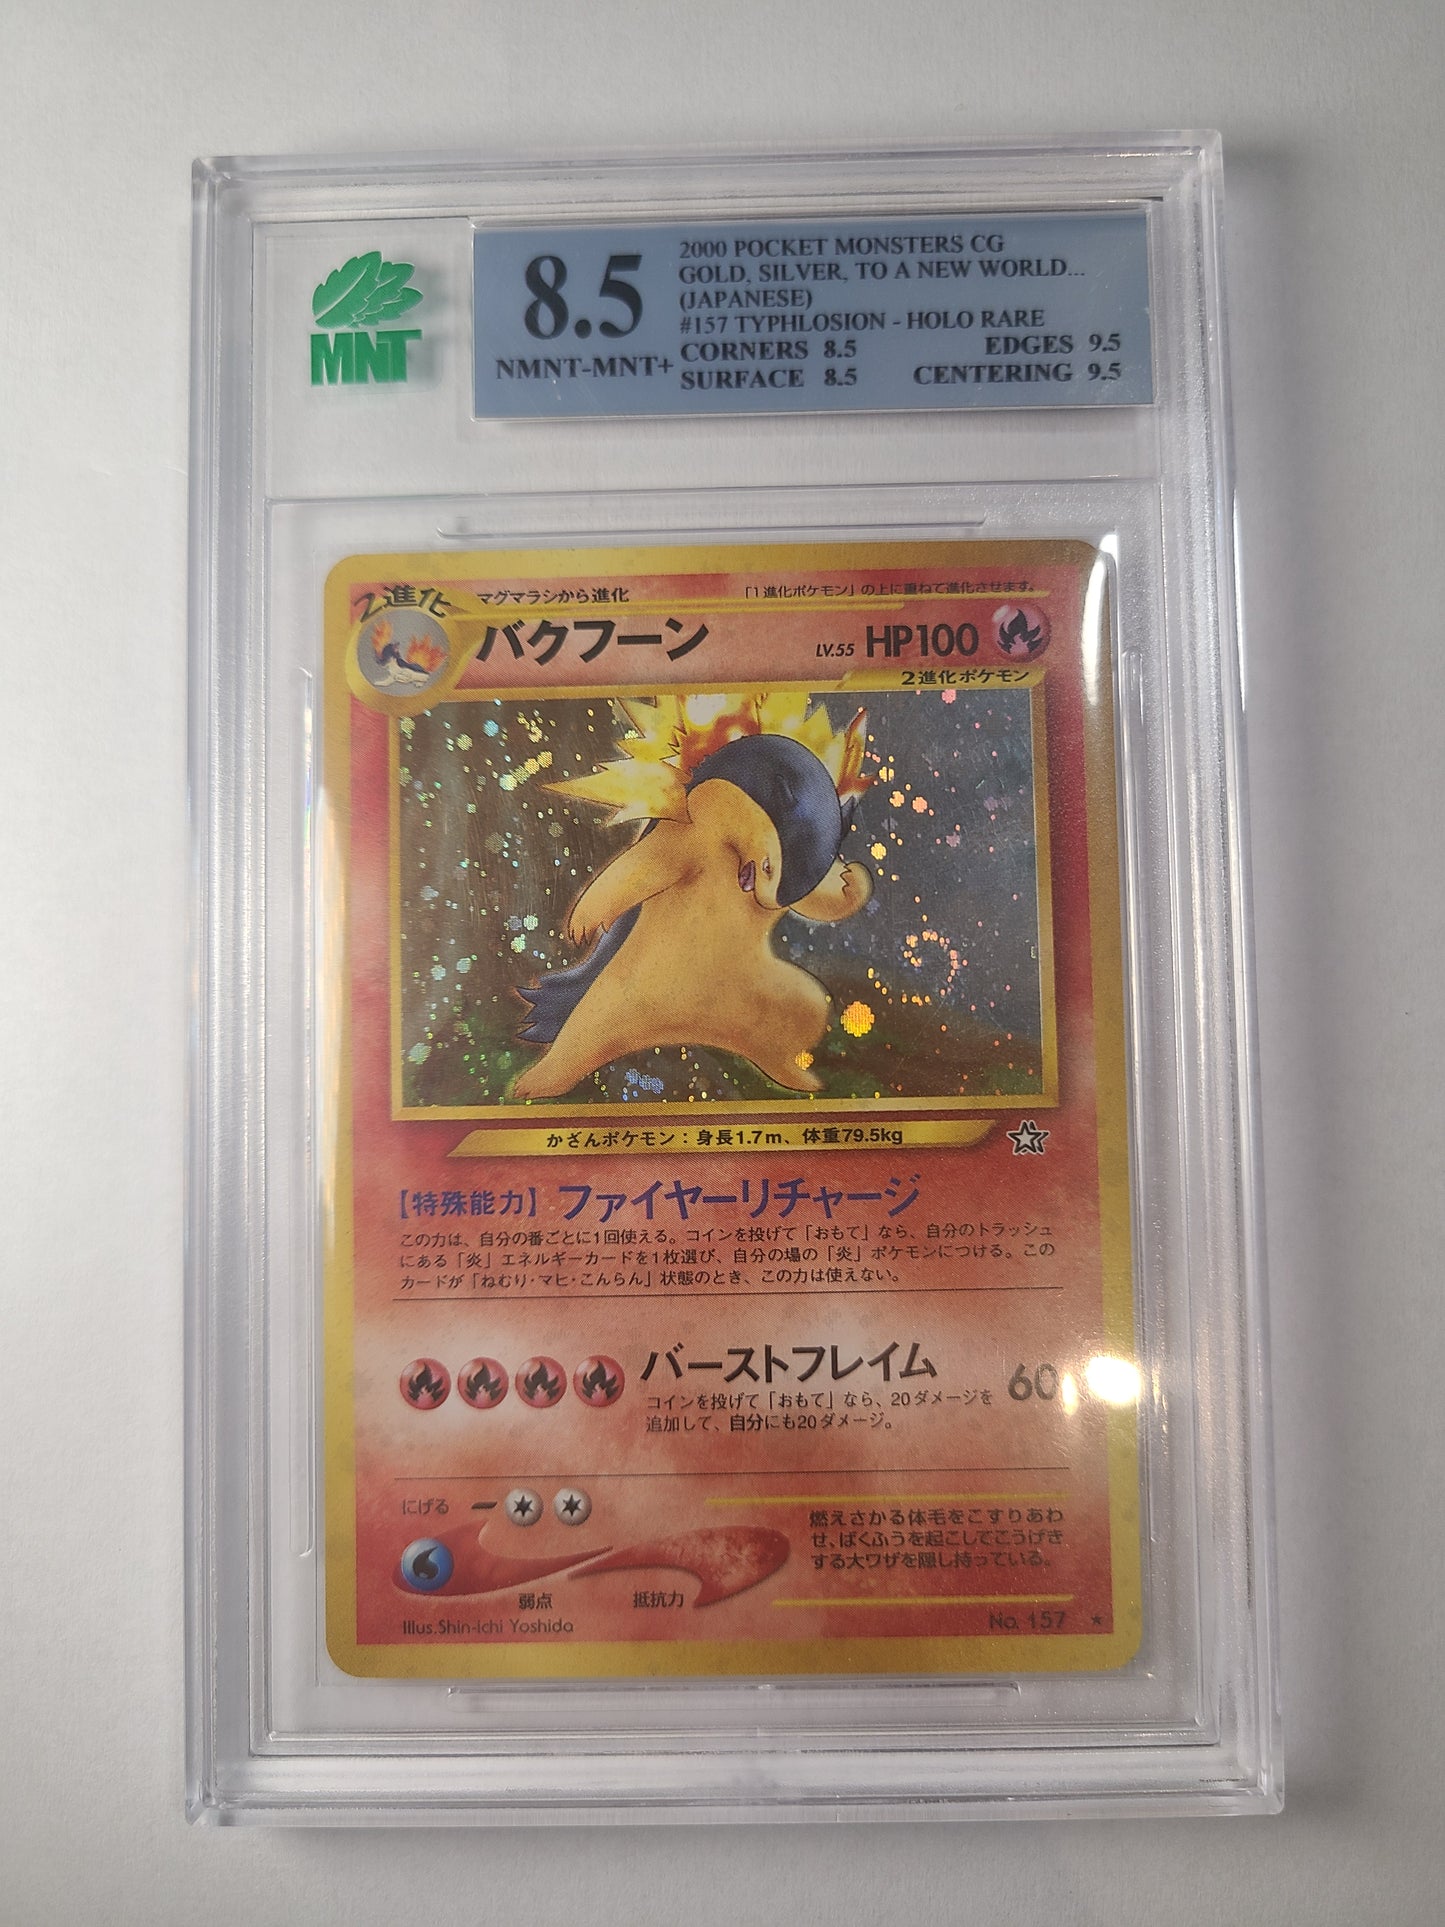 MNT
8.5
NMNT-MNT+
2000 POCKET MONSTERS CG
GOLD, SILVER, TO A NEW WORLD...
(JAPANESE)
#157 TYPHLOSION - HOLO RARE
CORNERS 8.5 EDGES 9.5
SURFACE 8.5 CENTERING 9.5
2進化 マグマラシから進化 「1進化ポケモン」の上に重ねて進化させます。
バクフーン LV.55 HP100
2進化ポケモン
かざんポケモン：身長1.7m、体重79.5kg
【特殊能力】ファイヤーリチャージ
この力は、自分の番ごとに1回使える。コインを投げて「おもて」なら、自分のトラッシュ
にある「炎」エネルギーカードを1枚選び、自分の場の「炎」ポケモンにつける。この
カードが「ねむり・マヒ・こんらん」状態のとき、この力は使えない。
バーストフレイム 60
コインを投げて「おもて」なら、20ダメージを
追加して、自分にも20ダメージ。
にげる
弱点 抵抗力
燃えさかる体毛をこすりあわ
せ、ばくふうを起こしてこうげき
する大ワザを隠し持っている。
Illus.Shin-ichi Yoshida No. 157 ★